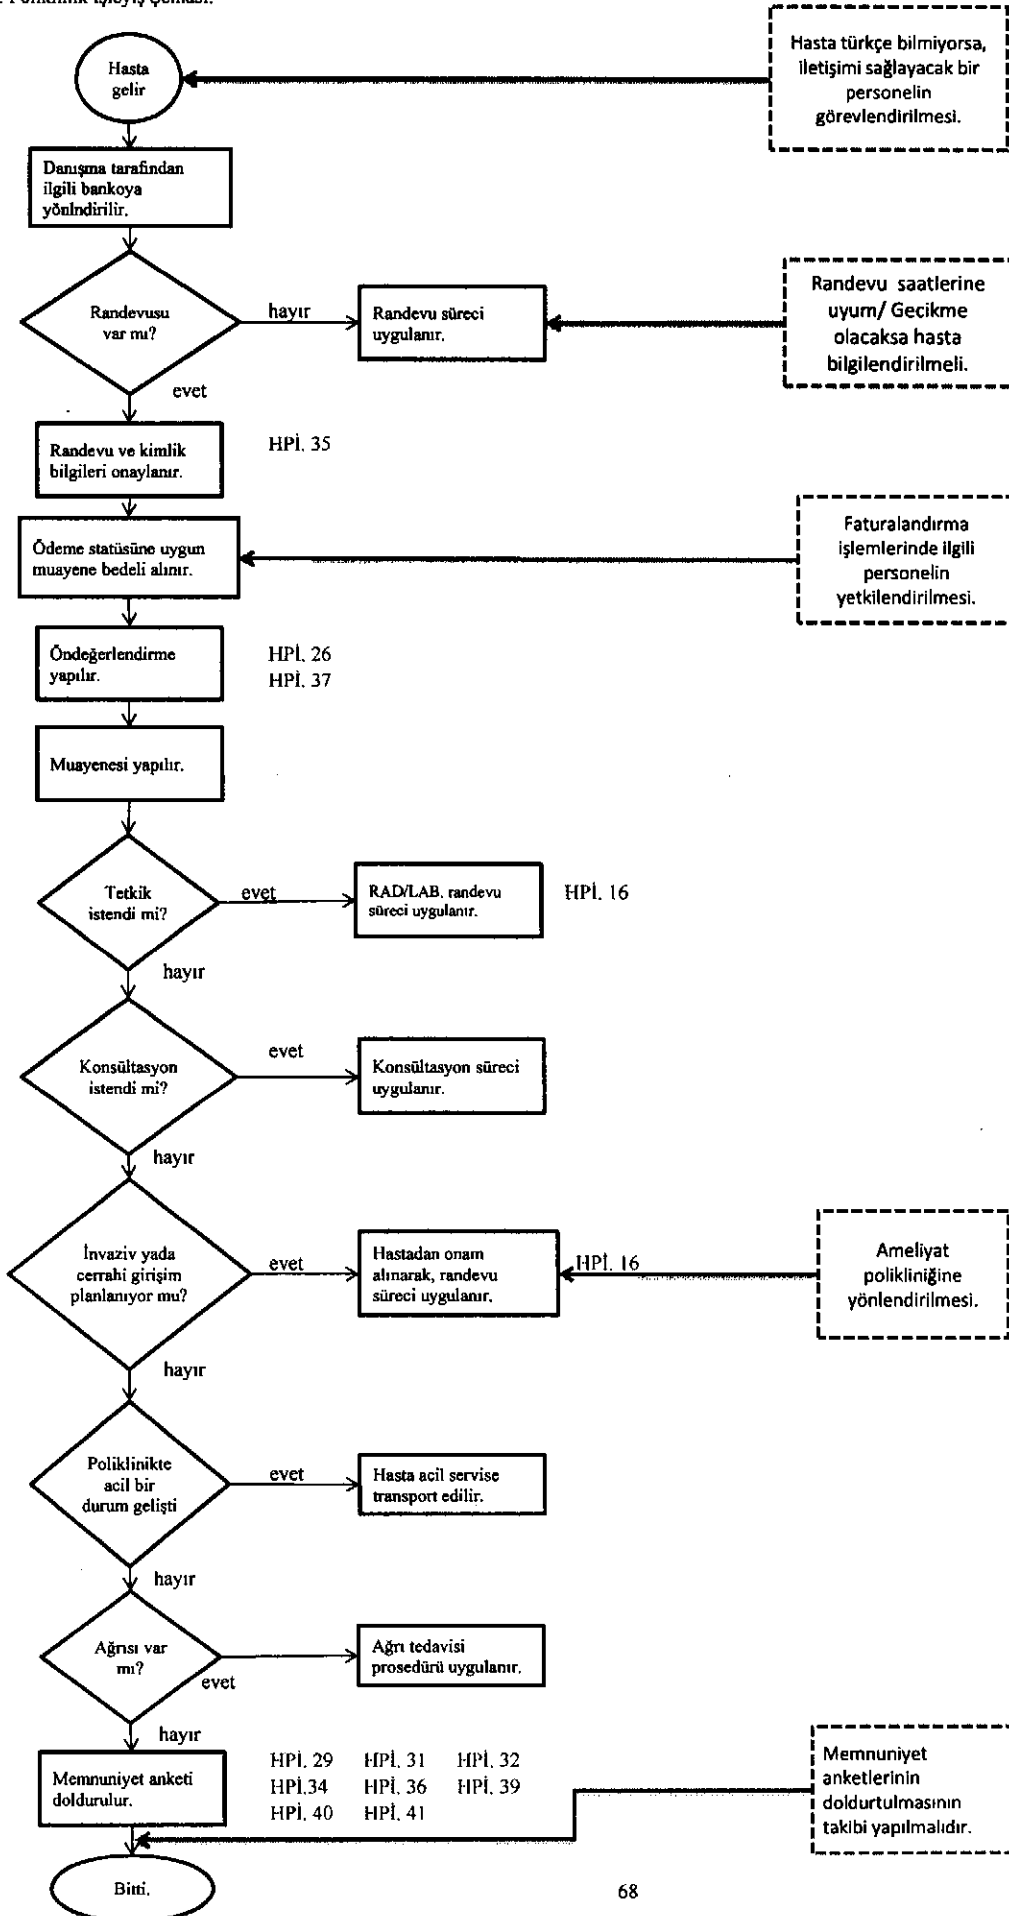 Poliklinik İşleyiş Şeması.
Hasta
gelir
Hasta türkçe bilmiyorsa,
iletişimi sağlayacak bir
personelin
görevlendirilmesi.
Danışma tarafından
ilgili bankoya
yönlndirilir.
Randevusu
var mı?
hayır
Randevu süreci
uygulanır.
Randevu saatlerine
uyum/ Gecikme
olacaksa hasta
bilgilendirilmeli.
evet
Randevu ve kimlik
bilgileri onaylanır.
HPİ. 35
Ödeme statüsüne uygun
muayene bedeli alınır.
Faturalandırma
işlemlerinde ilgili
personelin
yetkilendirilmesi.
Öndeğerlendirme
yapılır.
HPİ. 26
HPİ. 37
Muayenesi yapılır.
Tetkik
istendi mi?
evet
RAD/LAB. randevu
süreci uygulanır.
HPİ. 16
hayır
Konsültasyon
istendi mi?
evet
Konsültasyon süreci
uygulanır.
hayır
İnvaziv yada
cerrahi girişim
planlanıyor mu?
evet
Hastadan onam
alınarak, randevu
süreci uygulanır.
HPİ. 16
Ameliyat
polikliniğine
yönlendirilmesi.
hayır
Poliklinikte
acil bir
durum gelişti
evet
Hasta acil servise
transport edilir.
hayır
Ağrısı var
mı?
evet
Ağrı tedavisi
prosedürü uygulanır.
hayır
Memnuniyet anketi
doldurulur.
HPİ. 29 HPİ. 31 HPİ. 32
HPİ.34 HPİ. 36 HPİ. 39
HPİ. 40 HPİ. 41
Memnuniyet
anketlerinin
doldurtulmasının
takibi yapılmalıdır.
Bitti.
68